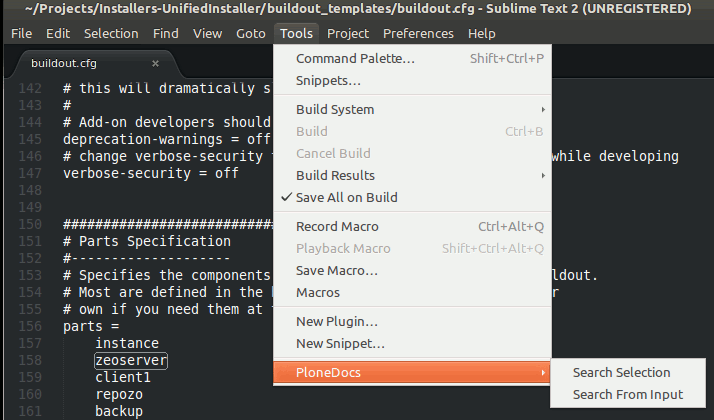 ~/Projects/Installers-UnifiedInstaller/buildout_templates/buildout.cfg - Sublime Text 2 (UNREGISTERED)
File Edit Selection Find View Goto Tools Project Preferences Help
buildout.cfg ×
142 # this will dramatically s
143 #
144 # Add-on developers should
145 deprecation-warnings = off
146 # change verbose-security while developing
147 verbose-security = off
148
149
150 ###########################
151 # Parts Specification
152 #--------------------
153 # Specifies the components ldout.
154 # Most are defined in the r
155 # own if you need them at
156 parts =
157 instance
158 zeoserver
159 client1
160 repozo
161 backup
Command Palette... Shift+Ctrl+P
Snippets...
Build System
Build Ctrl+B
Cancel Build
Build Results
✓ Save All on Build
Record Macro Ctrl+Alt+Q
Playback Macro Shift+Ctrl+Alt+Q
Save Macro...
Macros
New Plugin...
New Snippet...
PloneDocs
Search Selection
Search From Input